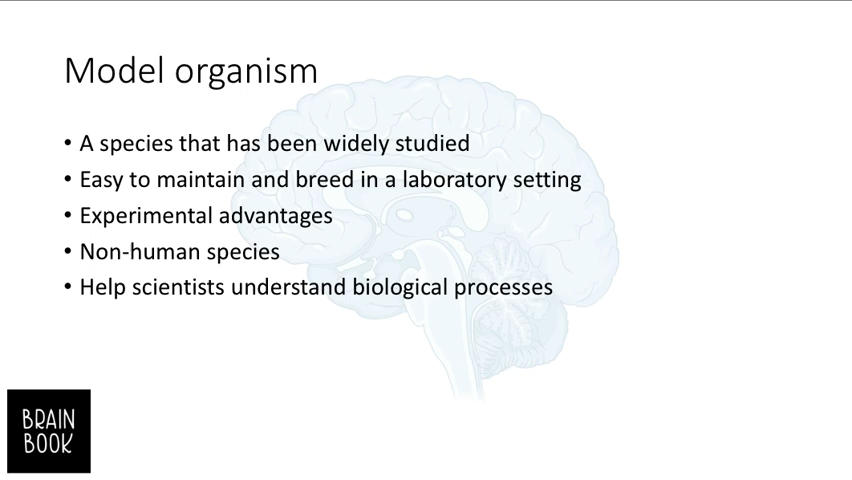 Model organism
• A species that has been widely studied
• Easy to maintain and breed in a laboratory setting
• Experimental advantages
• Non-human species
• Help scientists understand biological processes
BRAIN
BOOK